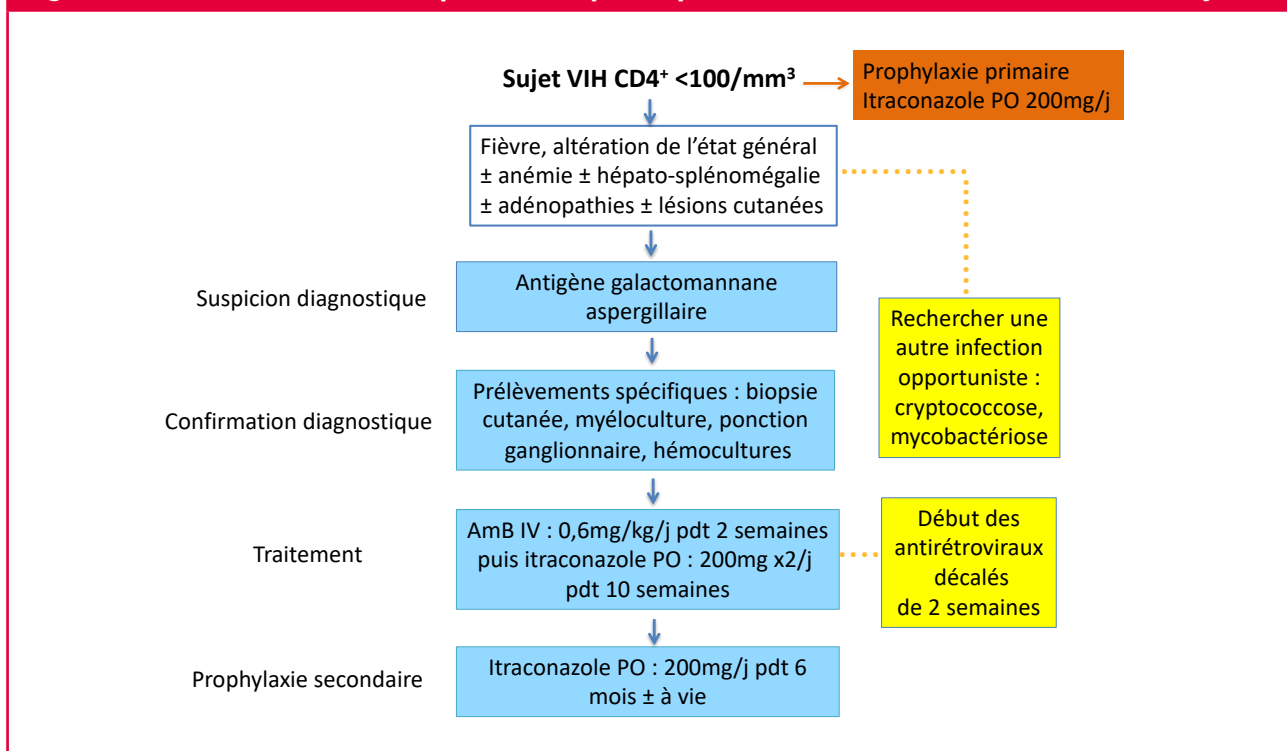 Sujet VIH CD4⁺ <100/mm³
Prophylaxie primaire
Itraconazole PO 200mg/j
Fièvre, altération de l’état général
± anémie ± hépato-splénomégalie
± adénopathies ± lésions cutanées
Suspicion diagnostique
Antigène galactomannane
aspergillaire
Rechercher une
autre infection
opportuniste :
cryptococcose,
mycobactériose
Confirmation diagnostique
Prélèvements spécifiques : biopsie
cutanée, myéloculture, ponction
ganglionnaire, hémocultures
Traitement
AmB IV : 0,6mg/kg/j pdt 2 semaines
puis itraconazole PO : 200mg x2/j
pdt 10 semaines
Début des
antirétroviraux
décalés
de 2 semaines
Prophylaxie secondaire
Itraconazole PO : 200mg/j pdt 6
mois ± à vie